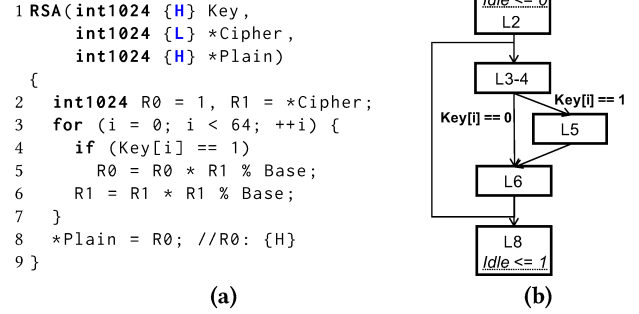 1 RSA(int1024 {H} Key,
int1024 {L} *Cipher,
int1024 {H} *Plain)
{
2 int1024 R0 = 1, R1 = *Cipher;
3 for (i = 0; i < 64; ++i) {
4 if (Key[i] == 1)
5 R0 = R0 * R1 % Base;
6 R1 = R1 * R1 % Base;
7 }
8 *Plain = R0; //R0: {H}
9 }
(a)
Idle <= 0
L2
L3-4
Key[i] == 1
Key[i] == 0
L5
L6
L8
Idle <= 1
(b)